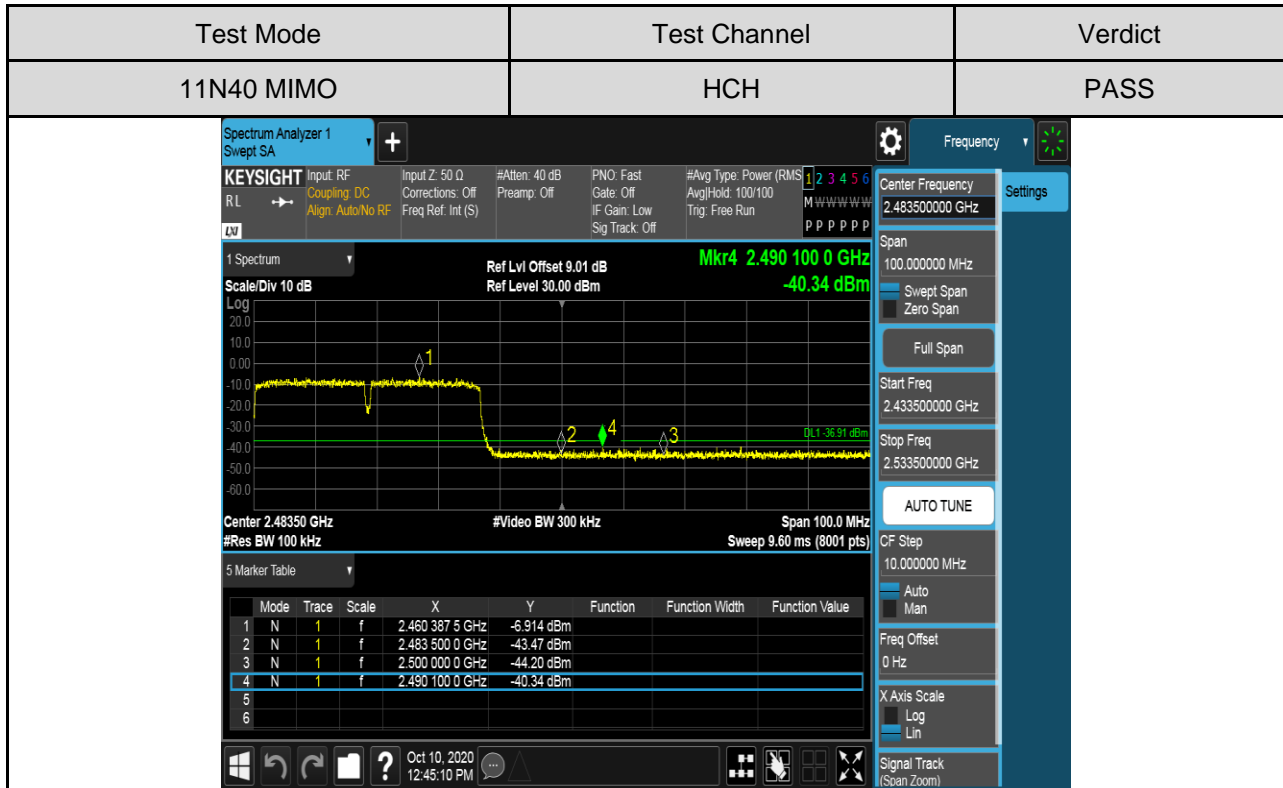 Test Mode Test Channel Verdict
11N40 MIMO HCH PASS
Spectrum Analyzer 1
Swept SA
Frequency
KEYSIGHT Input: RF Input Z: 50 Ω #Atten: 40 dB PNO: Fast #Avg Type: Power (RMS 1 2 3 4 5 6
RL Coupling: DC Corrections: Off Preamp: Off Gate: Off Avg|Hold: 100/100 M W W W W W
Align: Auto/No RF Freq Ref: Int (S) IF Gain: Low Trig: Free Run
LXI Sig Track: Off P P P P P P
Center Frequency
2.483500000 GHz
Settings
1 Spectrum
Ref Lvl Offset 9.01 dB
Mkr4 2.490 100 0 GHz
Scale/Div 10 dB
Ref Level 30.00 dBm
-40.34 dBm
Log
20.0
10.0
0.00
-10.0
-20.0
-30.0
-40.0
-50.0
-60.0
1
2
4
3
DL1 -36.91 dBm
Center 2.48350 GHz #Video BW 300 kHz Span 100.0 MHz
#Res BW 100 kHz Sweep 9.60 ms (8001 pts)
Span
100.000000 MHz
Swept Span
Zero Span
Full Span
Start Freq
2.433500000 GHz
Stop Freq
2.533500000 GHz
AUTO TUNE
CF Step
10.000000 MHz
Auto
Man
Freq Offset
0 Hz
X Axis Scale
Log
Lin
Signal Track
(Span Zoom)
5 Marker Table
Mode Trace Scale X Y Function Function Width Function Value
1 N 1 f 2.460 387 5 GHz -6.914 dBm
2 N 1 f 2.483 500 0 GHz -43.47 dBm
3 N 1 f 2.500 000 0 GHz -44.20 dBm
4 N 1 f 2.490 100 0 GHz -40.34 dBm
5
6
? Oct 10, 2020
12:45:10 PM